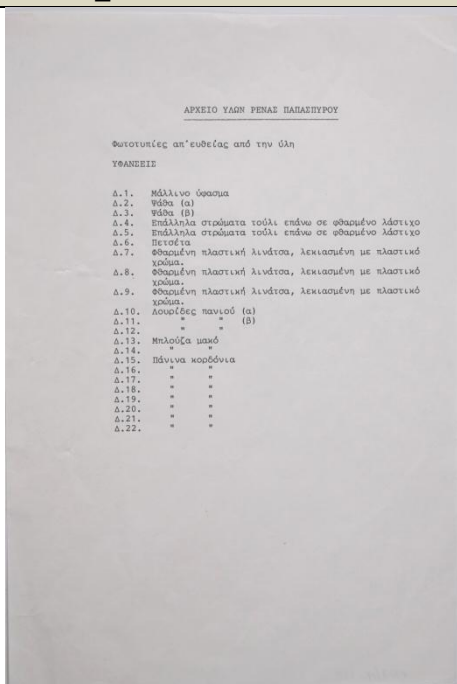 ΑΡΧΕΙΟ ΥΛΩΝ ΡΕΝΑΣ ΠΑΠΑΣΠΥΡΟΥ
Φωτοτυπίες απ'ευθείας από την ύλη
ΥΦΑΝΣΕΙΣ
Δ.1. Μάλλινο ύφασμα
Δ.2. Ψάθα (α)
Δ.3. Ψάθα (β)
Δ.4. Επάλληλα στρώματα τούλι επάνω σε φθαρμένο λάστιχο
Δ.5. Επάλληλα στρώματα τούλι επάνω σε φθαρμένο λάστιχο
Δ.6. Πετσέτα
Δ.7. Φθαρμένη πλαστική λινάτσα, λεκιασμένη με πλαστικό
χρώμα.
Δ.8. Φθαρμένη πλαστική λινάτσα, λεκιασμένη με πλαστικό
χρώμα.
Δ.9. Φθαρμένη πλαστική λινάτσα, λεκιασμένη με πλαστικό
χρώμα.
Δ.10. Λουρίδες πανιού (α)
Δ.11. " " (β)
Δ.12. " "
Δ.13. Μπλούζα μακό
Δ.14. " "
Δ.15. Πάνινα κορδόνια
Δ.16. " "
Δ.17. " "
Δ.18. " "
Δ.19. " "
Δ.20. " "
Δ.21. " "
Δ.22. " "